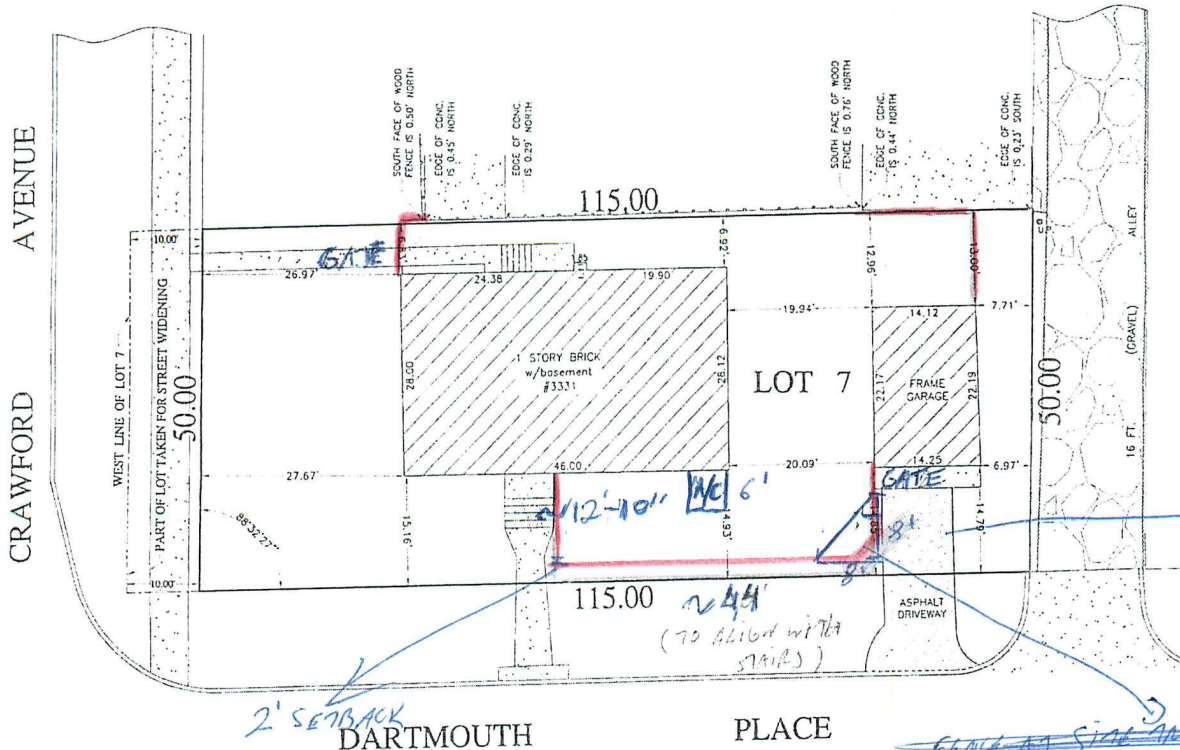 SOUTH FACE OF WOOD
FENCE IS 0.50' NORTH
EDGE OF CONC.
IS 0.45' NORTH
EDGE OF CONC.
IS 0.29' NORTH
SOUTH FACE OF WOOD
FENCE IS 0.76' NORTH
EDGE OF CONC.
IS 0.44' NORTH
EDGE OF CONC.
IS 0.23' SOUTH
115.00
AVENUE
CRAWFORD
WEST LINE OF LOT 7
PART OF LOT TAKEN FOR STREET WIDENING
10.00'
10.00'
50.00
GATE
26.97'
24.38
.85
19.90
6.92
12.96'
13.00'
19.94'
14.12
7.71'
28.00
1 STORY BRICK
w/basement
#3331
26.12
LOT 7
22.17
FRAME
GARAGE
22.19
50.00
16 FT. (GRAVEL) ALLEY
27.67'
46.00
20.09'
14.25
6.97'
~12'-10"
A/C
6'
GATE
88°32'27"
15.16'
14.93'
8'
8'
14.79'
115.00
~44'
(TO ALIGN WITH
STAIRS)
ASPHALT
DRIVEWAY
2' SETBACK
DARTMOUTH PLACE